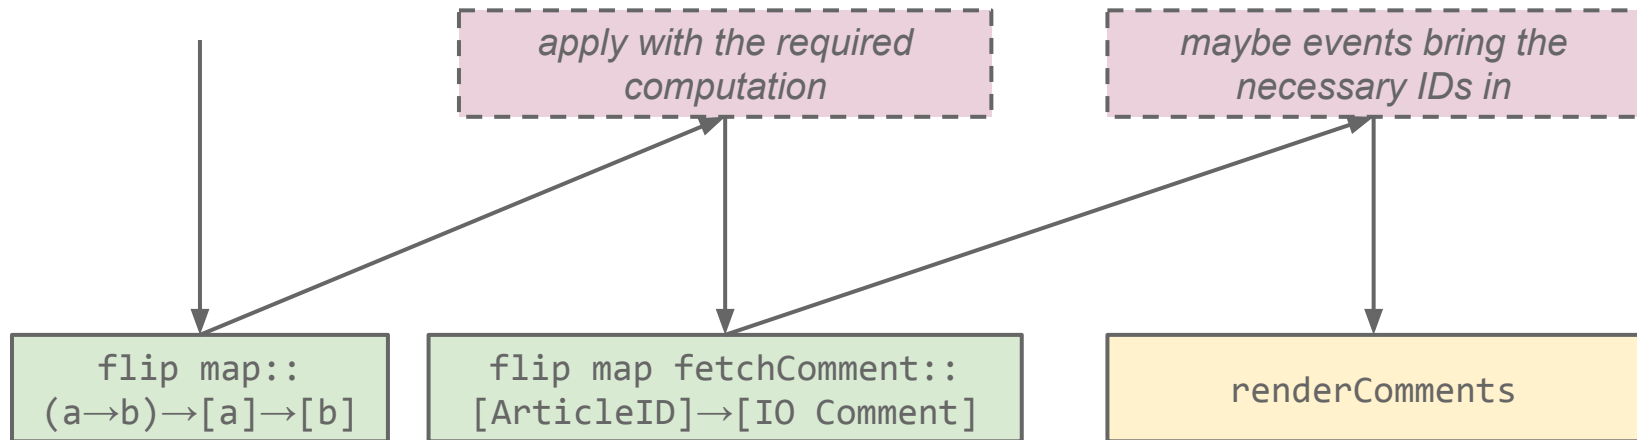 apply with the required
computation
maybe events bring the
necessary IDs in
flip map::
(a→b)→[a]→[b]
flip map fetchComment::
[ArticleID]→[IO Comment]
renderComments